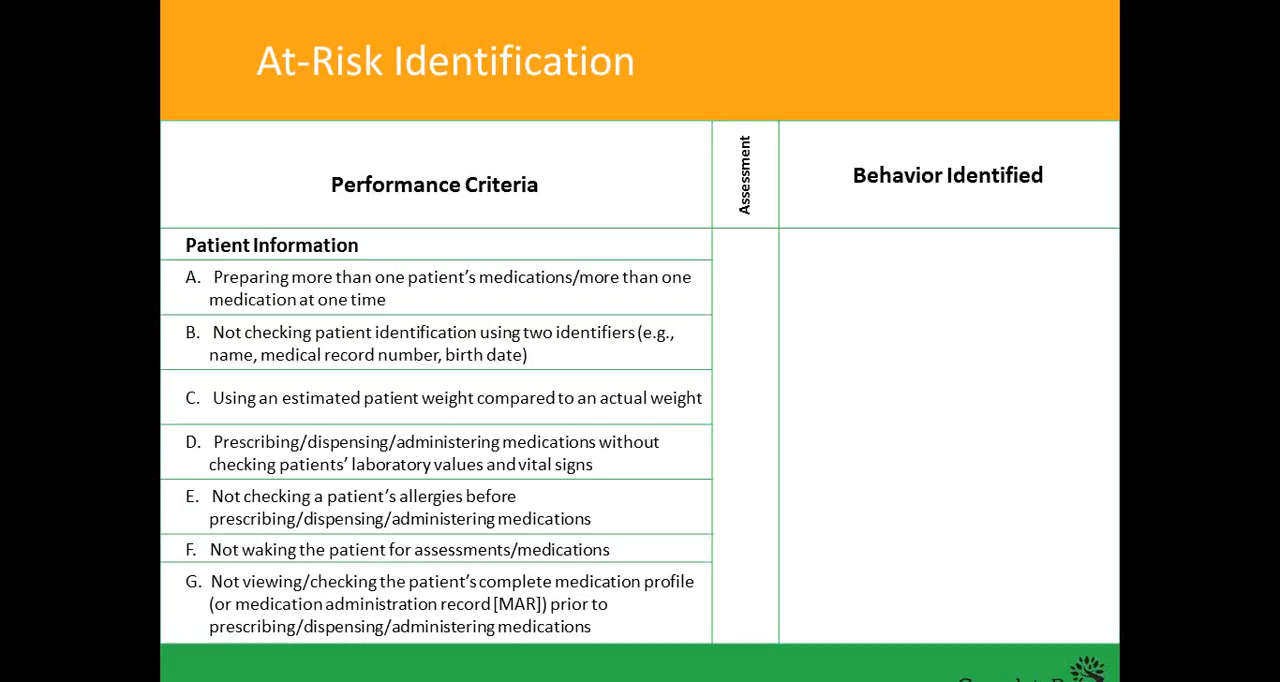 At-Risk Identification
Performance Criteria
Assessment
Behavior Identified
Patient Information
A. Preparing more than one patient's medications/more than one
medication at one time
B. Not checking patient identification using two identifiers (e.g.,
name, medical record number, birth date)
C. Using an estimated patient weight compared to an actual weight
D. Prescribing/dispensing/administering medications without
checking patients' laboratory values and vital signs
E. Not checking a patient's allergies before
prescribing/dispensing/administering medications
F. Not waking the patient for assessments/medications
G. Not viewing/checking the patient's complete medication profile
(or medication administration record [MAR]) prior to
prescribing/dispensing/administering medications